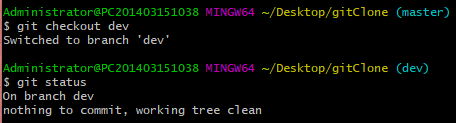 Administrator@PC201403151038 MINGW64 ~/Desktop/gitClone (master)
$ git checkout dev
Switched to branch 'dev'
Administrator@PC201403151038 MINGW64 ~/Desktop/gitClone (dev)
$ git status
On branch dev
nothing to commit, working tree clean